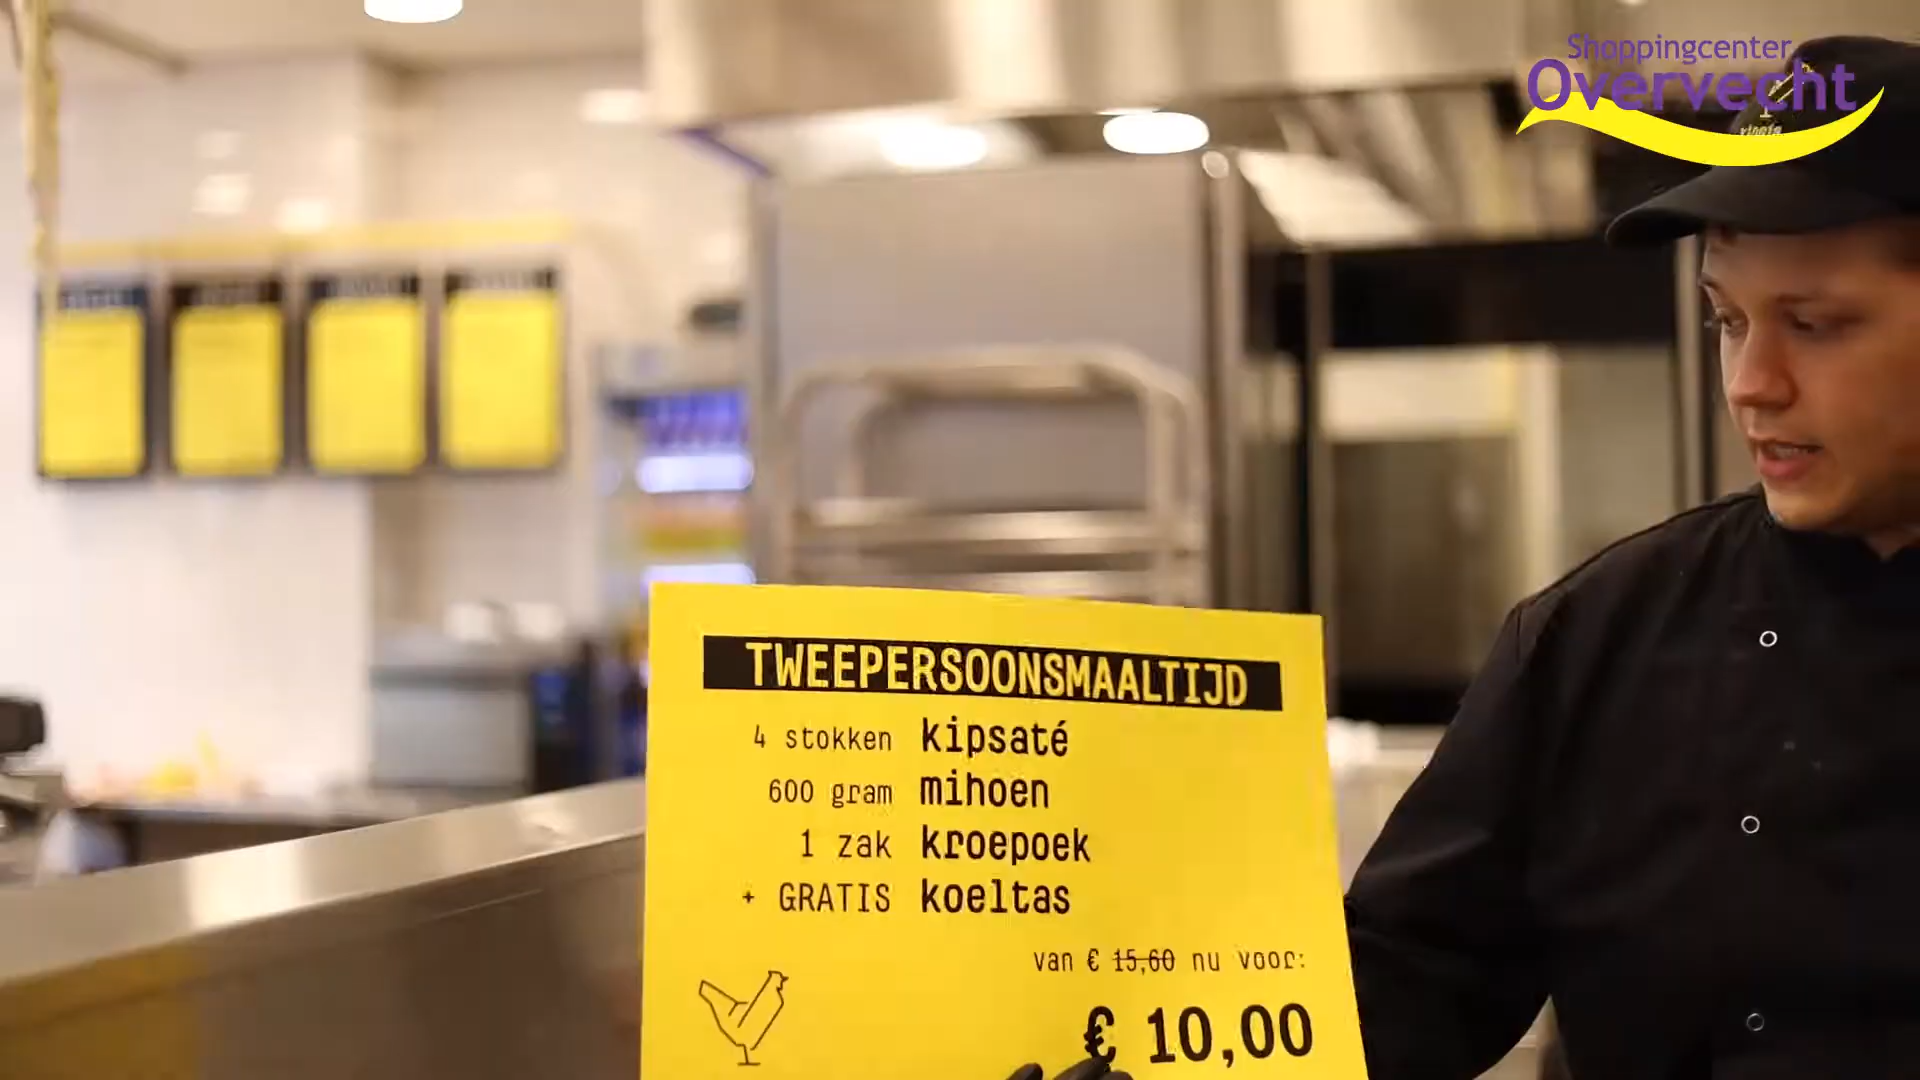 Shoppingcenter
Overvecht
TWEEPERSOONSMAALTIJD
4 stokken kipsaté
600 gram mihoen
1 zak kroepoek
+ GRATIS koeltas
van € 15,60 nu voor:
€ 10,00